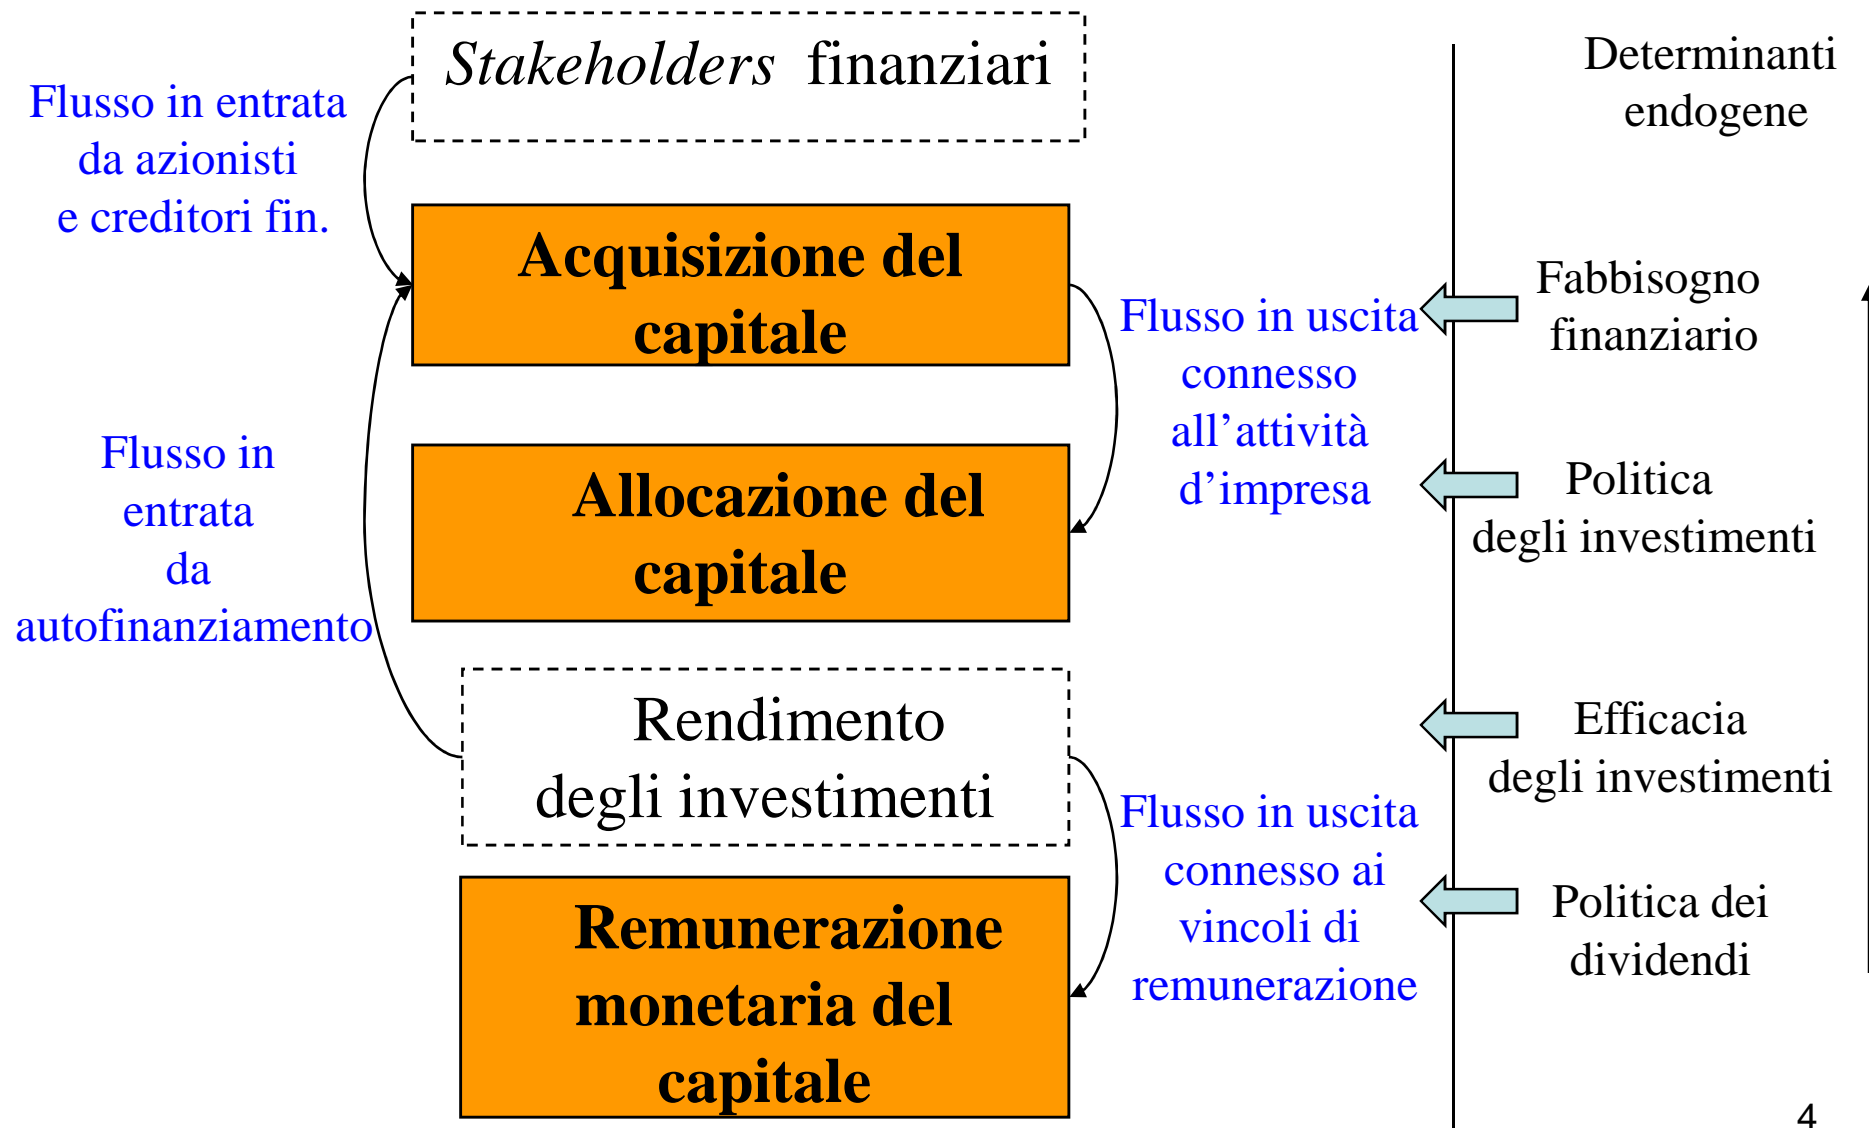 Stakeholders finanziari
Flusso in entrata
da azionisti
e creditori fin.
Acquisizione del
capitale
Flusso in uscita
connesso
all’attività
d’impresa
Flusso in
entrata
da
autofinanziamento
Allocazione del
capitale
Rendimento
degli investimenti
Flusso in uscita
connesso ai
vincoli di
remunerazione
Remunerazione
monetaria del
capitale
Determinanti
endogene
Fabbisogno
finanziario
Politica
degli investimenti
Efficacia
degli investimenti
Politica dei
dividendi
4